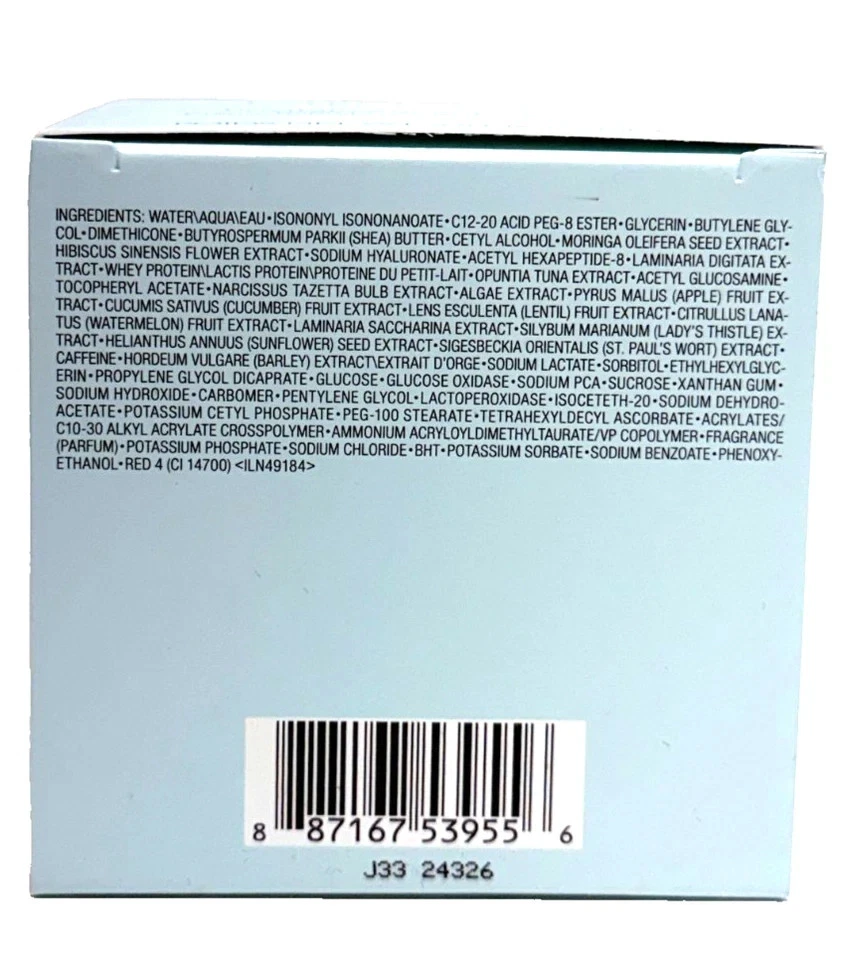 INGREDIENTS: WATER\AQUA\EAU•ISONONYL ISONONANOATE•C12-20 ACID PEG-8 ESTER•GLYCERIN•BUTYLENE GLY-
COL•DIMETHICONE•BUTYROSPERMUM PARKII (SHEA) BUTTER•CETYL ALCOHOL•MORINGA OLEIFERA SEED EXTRACT•
HIBISCUS SINENSIS FLOWER EXTRACT•SODIUM HYALURONATE•ACETYL HEXAPEPTIDE-8•LAMINARIA DIGITATA EX-
TRACT•WHEY PROTEIN\LACTIS PROTEIN\PROTEINE DU PETIT-LAIT•OPUNTIA TUNA EXTRACT•ACETYL GLUCOSAMINE•
TOCOPHERYL ACETATE•NARCISSUS TAZETTA BULB EXTRACT•ALGAE EXTRACT•PYRUS MALUS (APPLE) FRUIT EX-
TRACT•CUCUMIS SATIVUS (CUCUMBER) FRUIT EXTRACT•LENS ESCULENTA (LENTIL) FRUIT EXTRACT•CITRULLUS LANA-
TUS (WATERMELON) FRUIT EXTRACT•LAMINARIA SACCHARINA EXTRACT•SILYBUM MARIANUM (LADY'S THISTLE) EX-
TRACT•HELIANTHUS ANNUUS (SUNFLOWER) SEED EXTRACT•SIGESBECKIA ORIENTALIS (ST. PAUL'S WORT) EXTRACT•
CAFFEINE•HORDEUM VULGARE (BARLEY) EXTRACT\EXTRAIT D'ORGE•SODIUM LACTATE•SORBITOL•ETHYLHEXYLGLYC-
ERIN•PROPYLENE GLYCOL DICAPRATE•GLUCOSE•GLUCOSE OXIDASE•SODIUM PCA•SUCROSE•XANTHAN GUM•
SODIUM HYDROXIDE•CARBOMER•PENTYLENE GLYCOL•LACTOPEROXIDASE•ISOCETETH-20•SODIUM DEHYDRO-
ACETATE•POTASSIUM CETYL PHOSPHATE•PEG-100 STEARATE•TETRAHEXYLDECYL ASCORBATE•ACRYLATES/
C10-30 ALKYL ACRYLATE CROSSPOLYMER•AMMONIUM ACRYLOYLDIMETHYLTAURATE/VP COPOLYMER•FRAGRANCE
(PARFUM)•POTASSIUM PHOSPHATE•SODIUM CHLORIDE•BHT•POTASSIUM SORBATE•SODIUM BENZOATE•PHENOXY-
ETHANOL•RED 4 (CI 14700) <ILN49184>
8 87167 53955 6
J33 24326